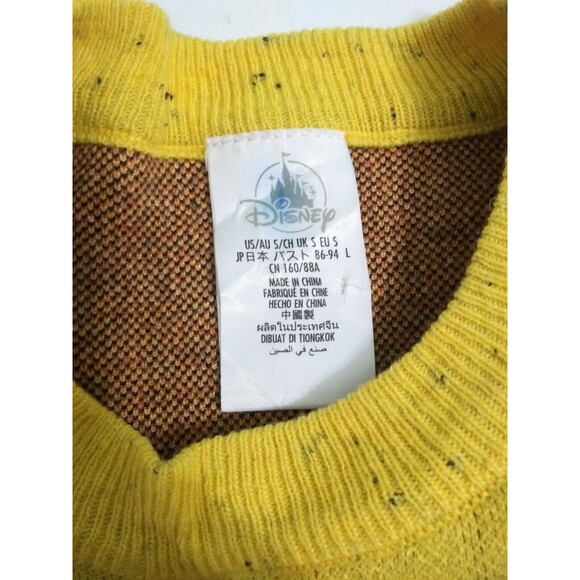 Disney
US/AU S/CH UK S EU S
JP日本 バスト 86-94 L
CN 160/88A
MADE IN CHINA
FABRIQUÉ EN CHINE
HECHO EN CHINA
中國製
ผลิตในประเทศจีน
DIBUAT DI TIONGKOK
صنع في الصين